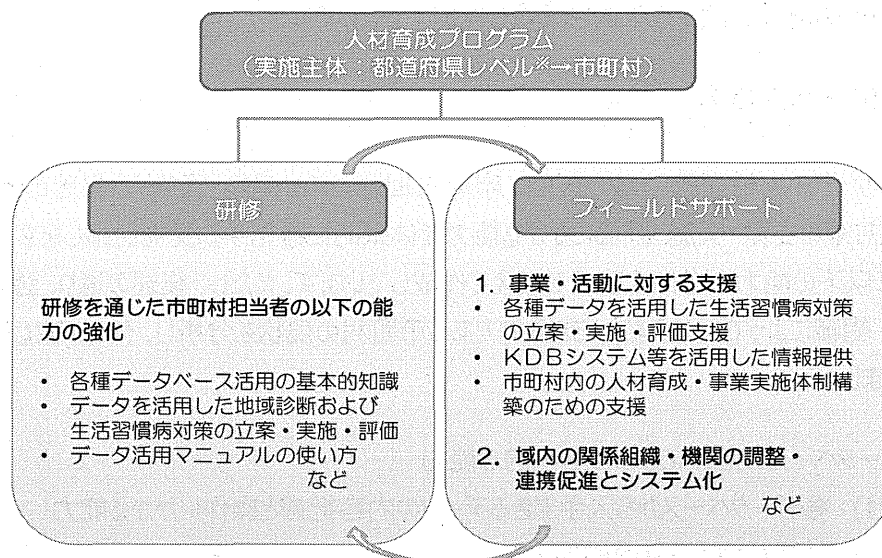 人材育成プログラム
（実施主体：都道府県レベル※→市町村）
研修
研修を通じた市町村担当者の以下の能
力の強化
• 各種データベース活用の基本的知識
• データを活用した地域診断および
生活習慣病対策の立案・実施・評価
• データ活用マニュアルの使い方
など
フィールドサポート
1．事業・活動に対する支援
• 各種データを活用した生活習慣病対策
の立案・実施・評価支援
• ＫＤＢシステム等を活用した情報提供
• 市町村内の人材育成・事業実施体制構
築のための支援
2．域内の関係組織・機関の調整・
連携促進とシステム化
など